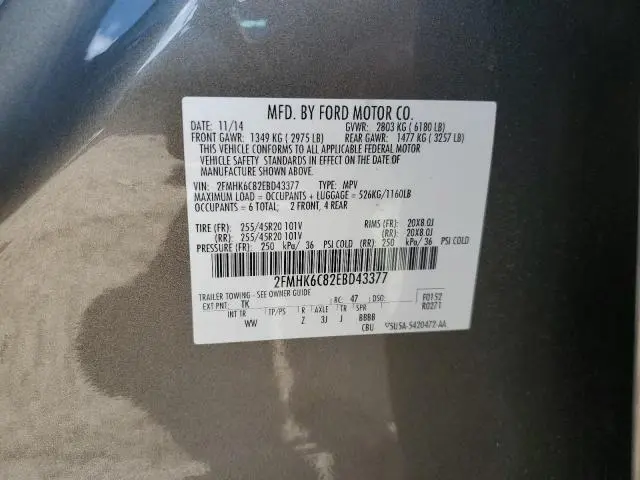 MFD. BY FORD MOTOR CO.
DATE: 11/14 GVWR: 2803 KG ( 6180 LB)
FRONT GAWR: 1349 KG ( 2975 LB) REAR GAWR: 1477 KG ( 3257 LB)
THIS VEHICLE CONFORMS TO ALL APPLICABLE FEDERAL MOTOR
VEHICLE SAFETY STANDARDS IN EFFECT ON THE DATE OF
MANUFACTURE SHOWN ABOVE.
VIN: 2FMHK6C82EBD43377 TYPE: MPV
MAXIMUM LOAD = OCCUPANTS + LUGGAGE = 526KG/1160LB
OCCUPANTS = 6 TOTAL; 2 FRONT, 4 REAR
TIRE (FR): 255/45R20 101V RIMS (FR): 20X8.0J
(RR): 255/45R20 101V (RR): 20X8.0J
PRESSURE (FR): 250 kPa/ 36 PSI COLD (RR): 250 kPa/ 36 PSI COLD
2FMHK6C82EBD43377
TRAILER TOWING - SEE OWNER GUIDE
EXT PNT: TK RC: 47 DSO: F0152
INT TR TP/PS R AXLE TR SPR R0271
WW Z 3J J BBBB
CBU 5U5A-5420472-AA